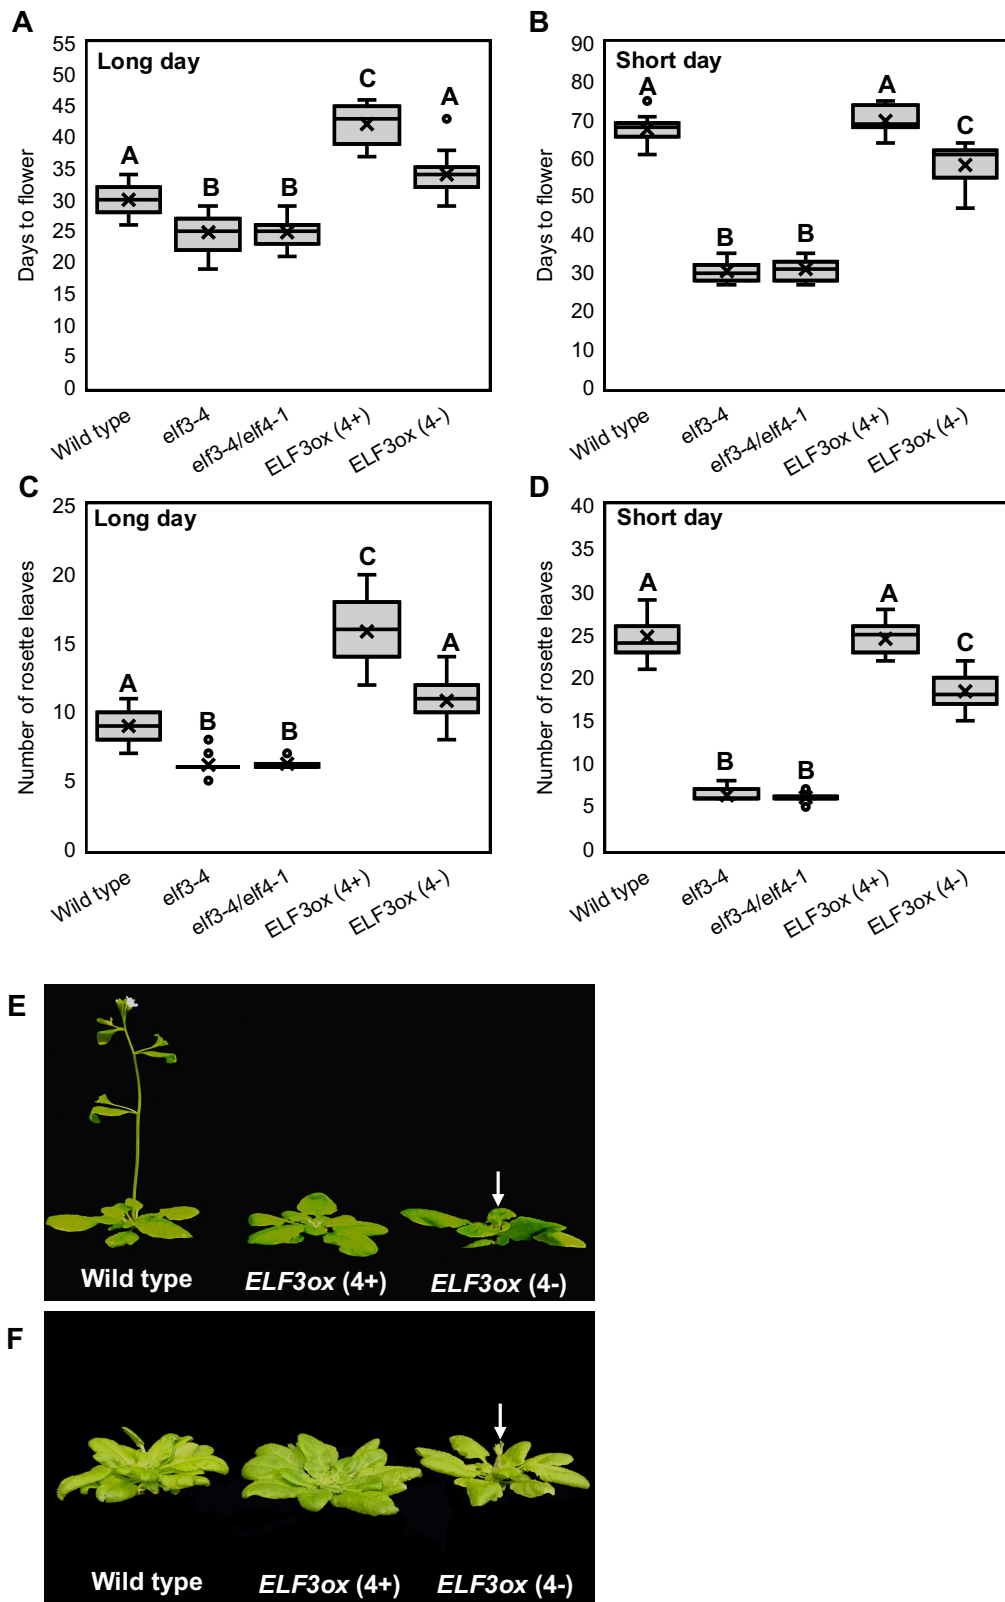 A
Long day
Days to flower
55
50
45
40
35
30
25
20
15
10
5
0
A
B
B
C
A
Wild type
elf3-4
elf3-4/elf4-1
ELF3ox (4+)
ELF3ox (4-)
B
Short day
Days to flower
90
80
70
60
50
40
30
20
10
0
A
B
B
A
C
Wild type
elf3-4
elf3-4/elf4-1
ELF3ox (4+)
ELF3ox (4-)
C
Long day
Number of rosette leaves
25
20
15
10
5
0
A
B
B
C
A
Wild type
elf3-4
elf3-4/elf4-1
ELF3ox (4+)
ELF3ox (4-)
D
Short day
Number of rosette leaves
40
35
30
25
20
15
10
5
0
A
B
B
A
C
Wild type
elf3-4
elf3-4/elf4-1
ELF3ox (4+)
ELF3ox (4-)
E
Wild type
ELF3ox (4+)
ELF3ox (4-)
F
Wild type
ELF3ox (4+)
ELF3ox (4-)